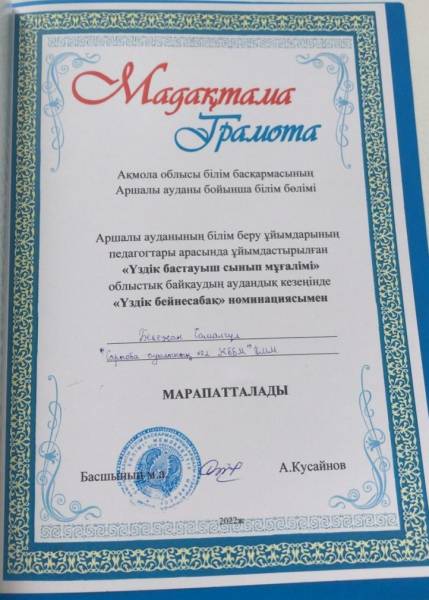 Мадақтама
Грамота
Ақмола облысы білім басқармасының
Аршалы ауданы бойынша білім бөлімі
Аршалы ауданының білім беру ұйымдарының
педагогтары арасында ұйымдастырылған
«Үздік бастауыш сынып мұғалімі»
облыстық байқаудың аудандық кезеңінде
«Үздік бейнесабақ» номинациясымен
МАРАПАТТАЛАДЫ
Басшының м.а. А.Кусайнов
2022ж